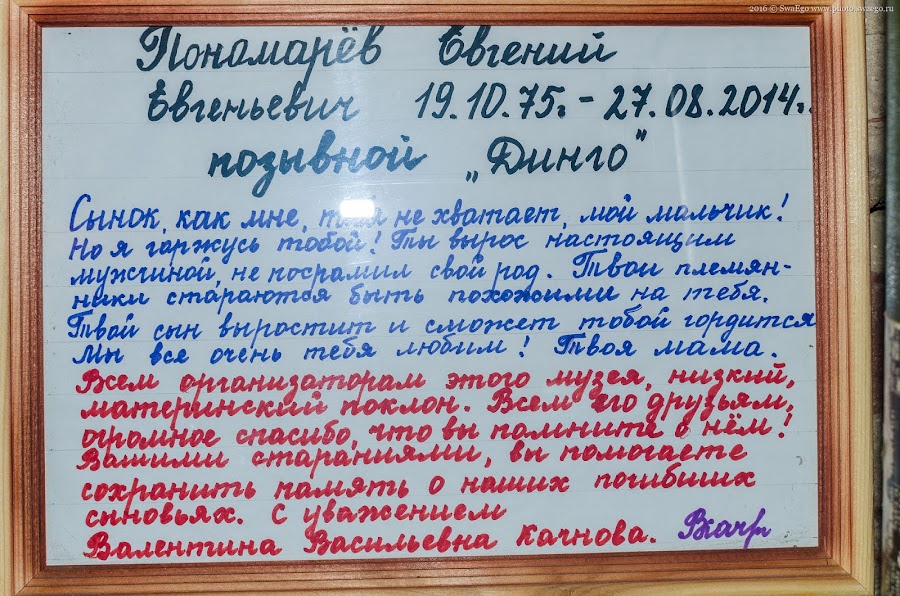 2016 © SwaEgo www.photo.swaego.ru
Пономарёв Евгений
Евгеньевич 19.10.75г. - 27.08.2014г.
позывной „Динго"
Сынок, как мне, тебя не хватает, мой мальчик!
Но я горжусь тобой! Ты вырос настоящим
мужчиной, не посрамил свой род. Твои племян-
ники стараются быть похожими на тебя.
Твой сын выростит и сможет тобой гордится
Мы все очень тебя любим! Твоя мама.
Всем организаторам этого музея, низкий,
материнский поклон. Всем его друзьям,
огромное спасибо, что вы помните о нём!
Вашими стараниями, вы помогаете
сохранить память о наших погибших
сыновьях. С уважением
Валентина Васильевна Качнова.